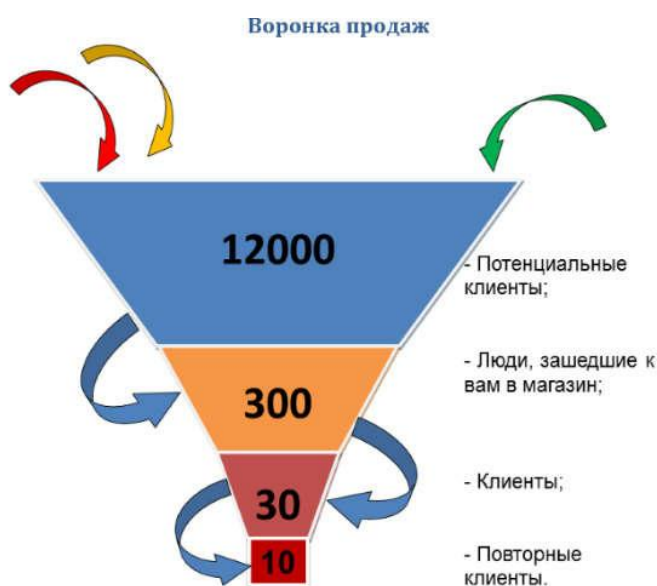 Воронка продаж
12000
- Потенциальные
клиенты;
300
- Люди, зашедшие к
вам в магазин;
30
- Клиенты;
10
- Повторные
клиенты.